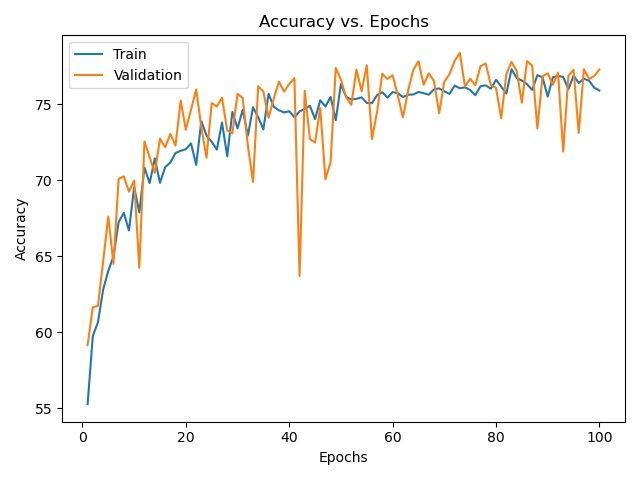 Accuracy vs. Epochs
Train
Validation
75
70
65
60
55
Accuracy
0 20 40 60 80 100
Epochs